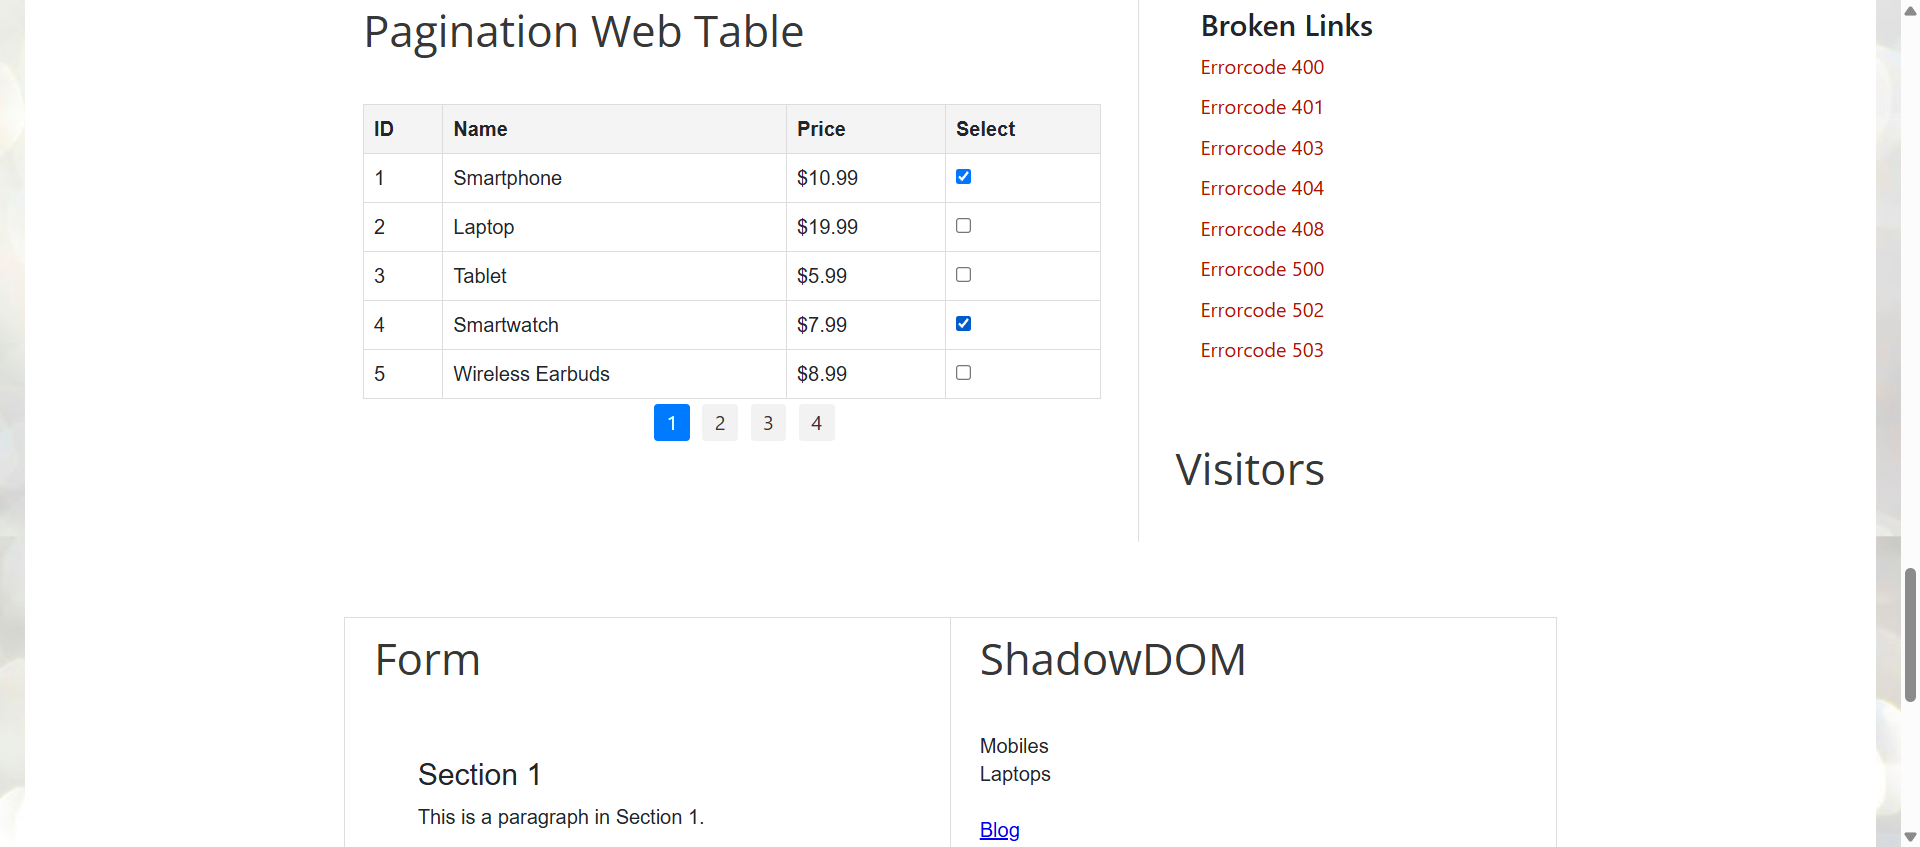 Pagination Web Table
ID Name Price Select
1 Smartphone $10.99
2 Laptop $19.99
3 Tablet $5.99
4 Smartwatch $7.99
5 Wireless Earbuds $8.99
1 2 3 4
Broken Links
Errorcode 400
Errorcode 401
Errorcode 403
Errorcode 404
Errorcode 408
Errorcode 500
Errorcode 502
Errorcode 503
Visitors
Form
Section 1
This is a paragraph in Section 1.
ShadowDOM
Mobiles
Laptops
Blog